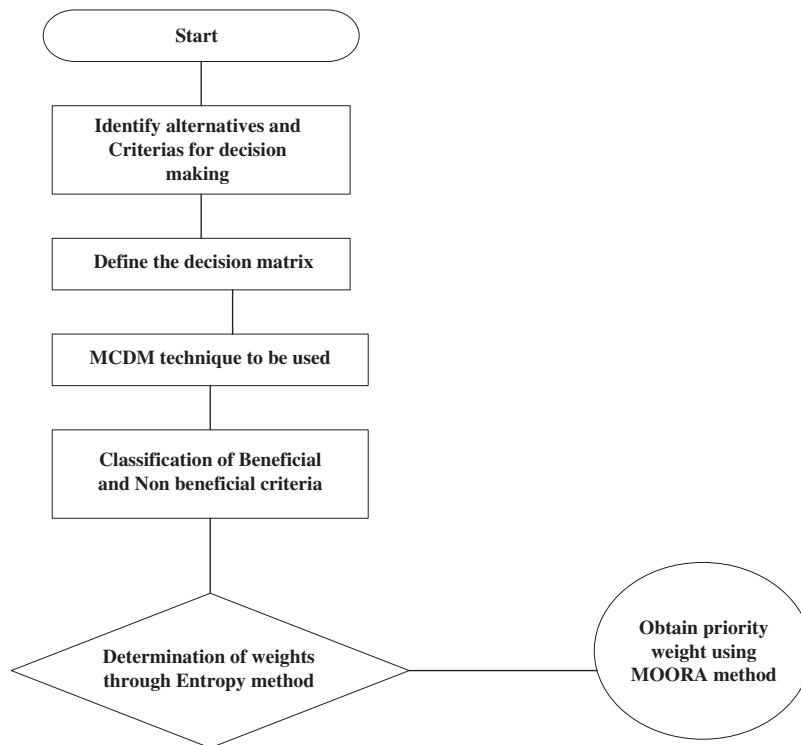 Start
Identify alternatives and
Criterias for decision
making
Define the decision matrix
MCDM technique to be used
Classification of Beneficial
and Non beneficial criteria
Determination of weights
through Entropy method
Obtain priority
weight using
MOORA method